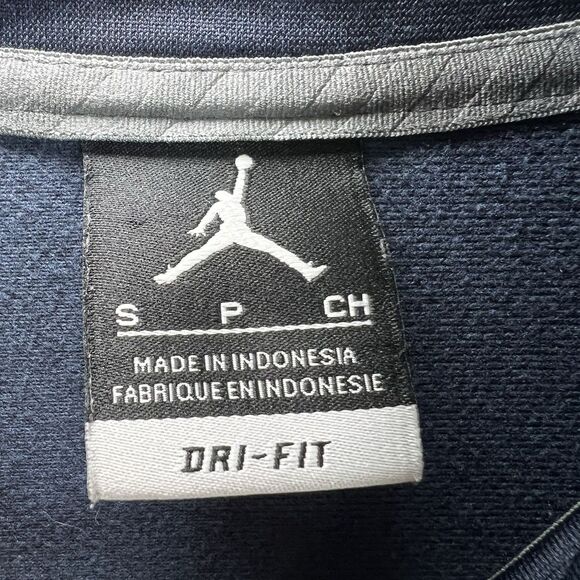 S P CH
MADE IN INDONESIA
FABRIQUE EN INDONESIE
DRI-FIT